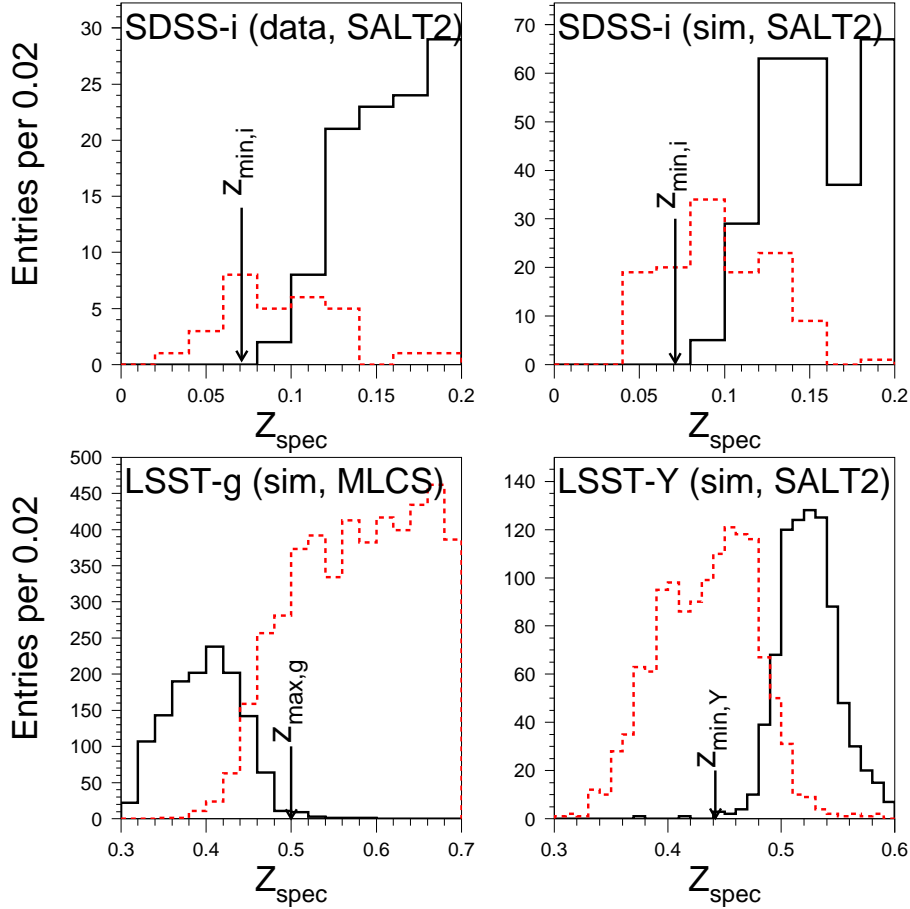 SDSS-i (data, SALT2)
Entries per 0.02
z_min,i
30
25
20
15
10
5
0
0 0.05 0.1 0.15 0.2
Z_spec
SDSS-i (sim, SALT2)
z_min,i
70
60
50
40
30
20
10
0
0 0.05 0.1 0.15 0.2
Z_spec
LSST-g (sim, MLCS)
Entries per 0.02
z_max,g
500
450
400
350
300
250
200
150
100
50
0
0.3 0.4 0.5 0.6 0.7
Z_spec
LSST-Y (sim, SALT2)
z_min,Y
140
120
100
80
60
40
20
0
0.3 0.4 0.5 0.6
Z_spec